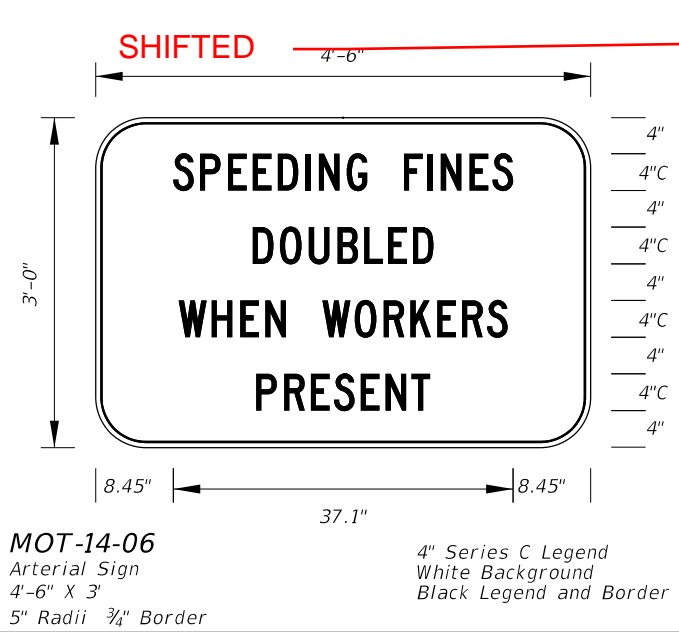 SHIFTED
4'-6"
SPEEDING FINES
DOUBLED
WHEN WORKERS
PRESENT
3'-0"
4"
4"C
4"
4"C
4"
4"C
4"
4"C
4"
8.45"
37.1"
8.45"
MOT-14-06
Arterial Sign
4'-6" X 3'
5" Radii ¾" Border
4" Series C Legend
White Background
Black Legend and Border